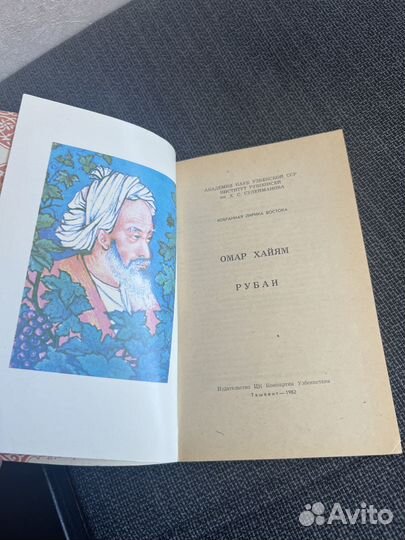 АКАДЕМИЯ НАУК УЗБЕКСКОЙ ССР
ИНСТИТУТ РУКОПИСЕЙ
им. Х. С. СУЛЕЙМАНОВА
ИЗБРАННАЯ ЛИРИКА ВОСТОКА
ОМАР ХАЙЯМ
РУБАИ
Издательство ЦК Компартии Узбекистана
Ташкент—1982
Avito